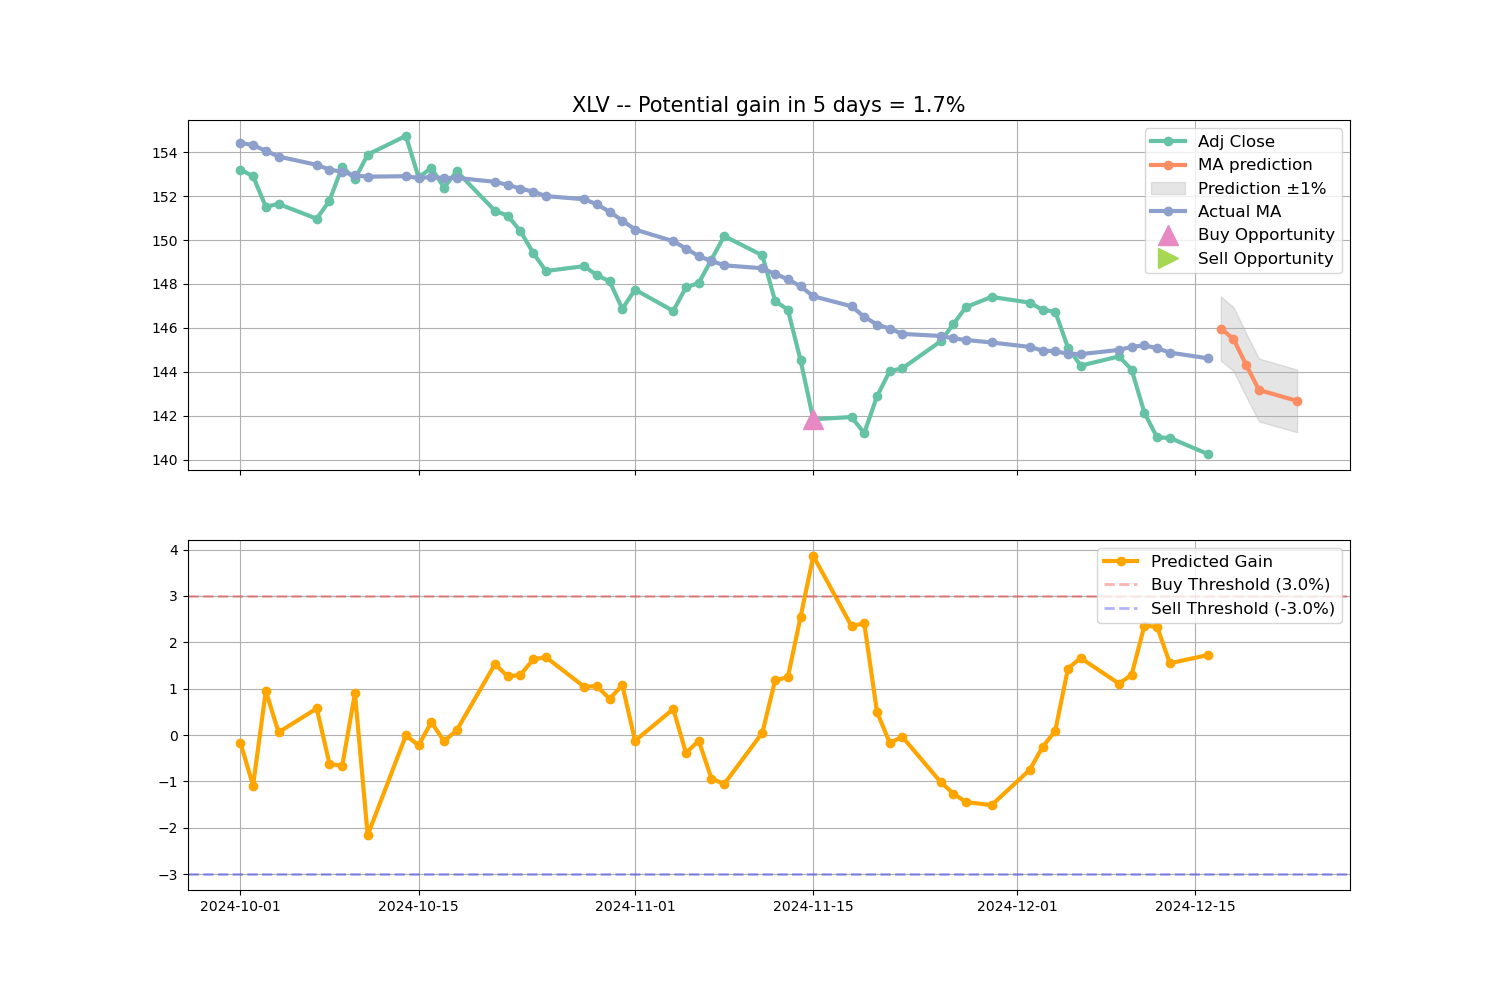 XLV -- Potential gain in 5 days = 1.7%
154
152
150
148
146
144
142
140
Adj Close
MA prediction
Prediction ±1%
Actual MA
Buy Opportunity
Sell Opportunity
4
3
2
1
0
−1
−2
−3
Predicted Gain
Buy Threshold (3.0%)
Sell Threshold (-3.0%)
2024-10-01 2024-10-15 2024-11-01 2024-11-15 2024-12-01 2024-12-15